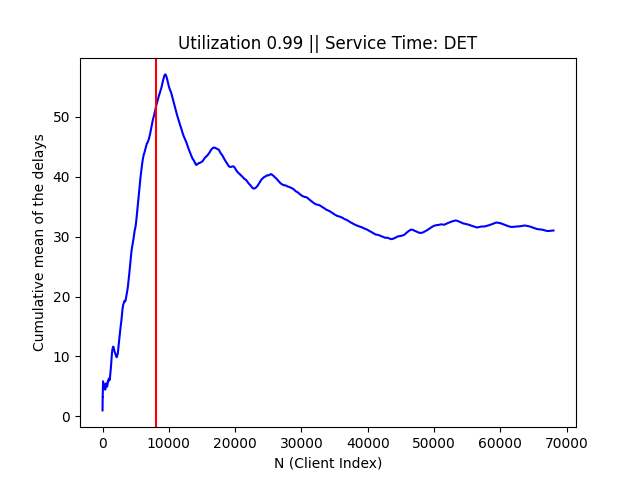 Utilization 0.99 || Service Time: DET
Cumulative mean of the delays
50
40
30
20
10
0
0 10000 20000 30000 40000 50000 60000 70000
N (Client Index)